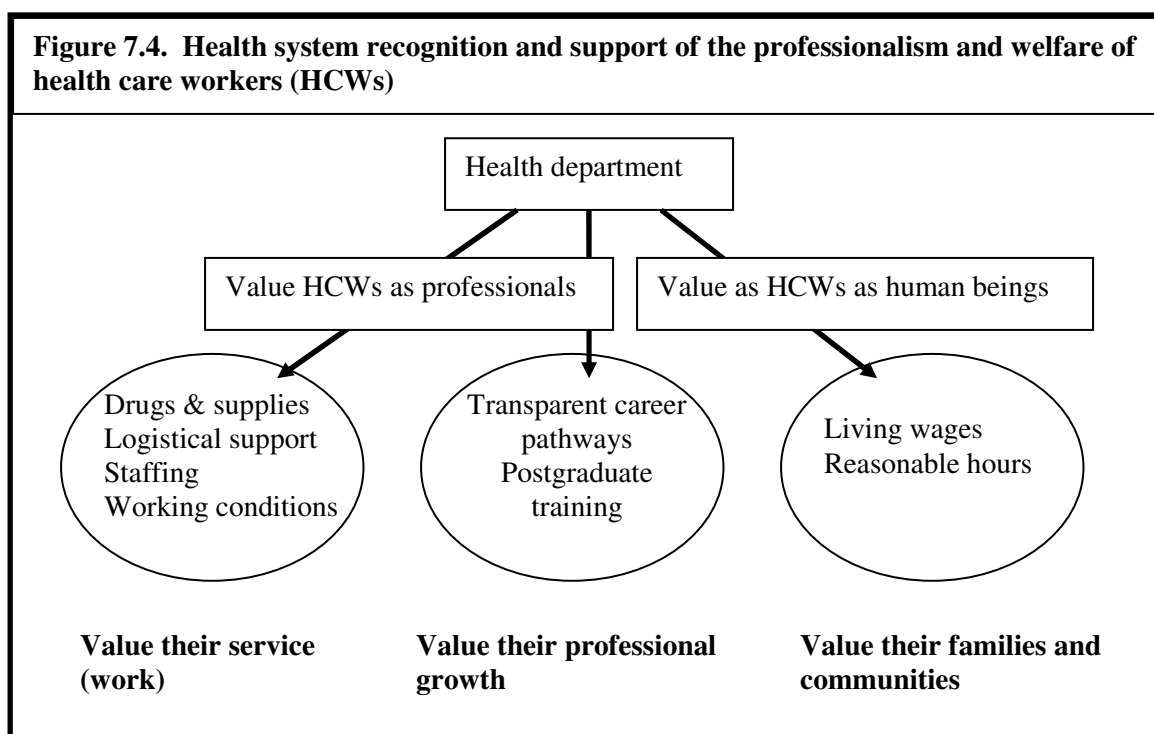 Figure 7.4. Health system recognition and support of the professionalism and welfare of
health care workers (HCWs)
Health department
Value HCWs as professionals
Value as HCWs as human beings
Drugs & supplies
Logistical support
Staffing
Working conditions
Transparent career
pathways
Postgraduate
training
Living wages
Reasonable hours
Value their service
(work)
Value their professional
growth
Value their families and
communities